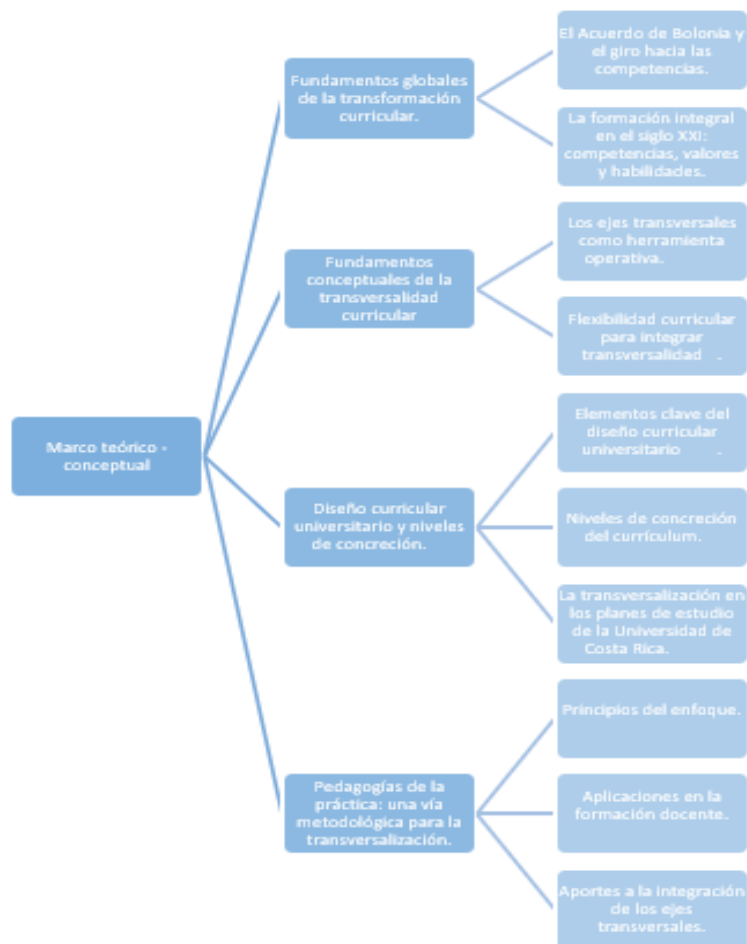 Marco teórico -
conceptual
Fundamentos globales
de la transformación
curricular.
El Acuerdo de Bolonia y
el giro hacia las
competencias.
La formación integral
en el siglo XXI:
competencias, valores
y habilidades.
Fundamentos
conceptuales de la
transversalidad
curricular
Los ejes transversales
como herramienta
operativa.
Flexibilidad curricular
para integrar
transversalidad .
Diseño curricular
universitario y niveles
de concreción.
Elementos clave del
diseño curricular
universitario .
Niveles de concreción
del currículum.
La transversalización en
los planes de estudio
de la Universidad de
Costa Rica.
Pedagogías de la
práctica: una vía
metodológica para la
transversalización.
Principios del enfoque.
Aplicaciones en la
formación docente.
Aportes a la integración
de los ejes
transversales.